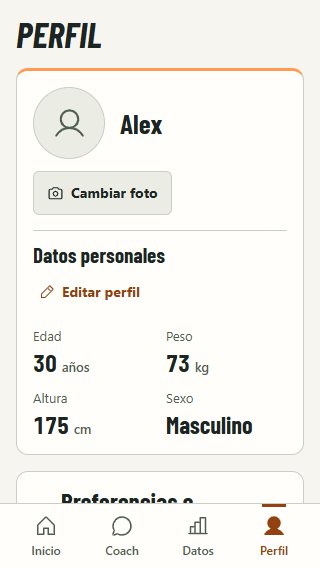 PERFIL
Alex
Cambiar foto
Datos personales
Editar perfil
Edad
Peso
30 años
73 kg
Altura
Sexo
175 cm
Masculino
Preferencias e
Inicio
Coach
Datos
Perfil